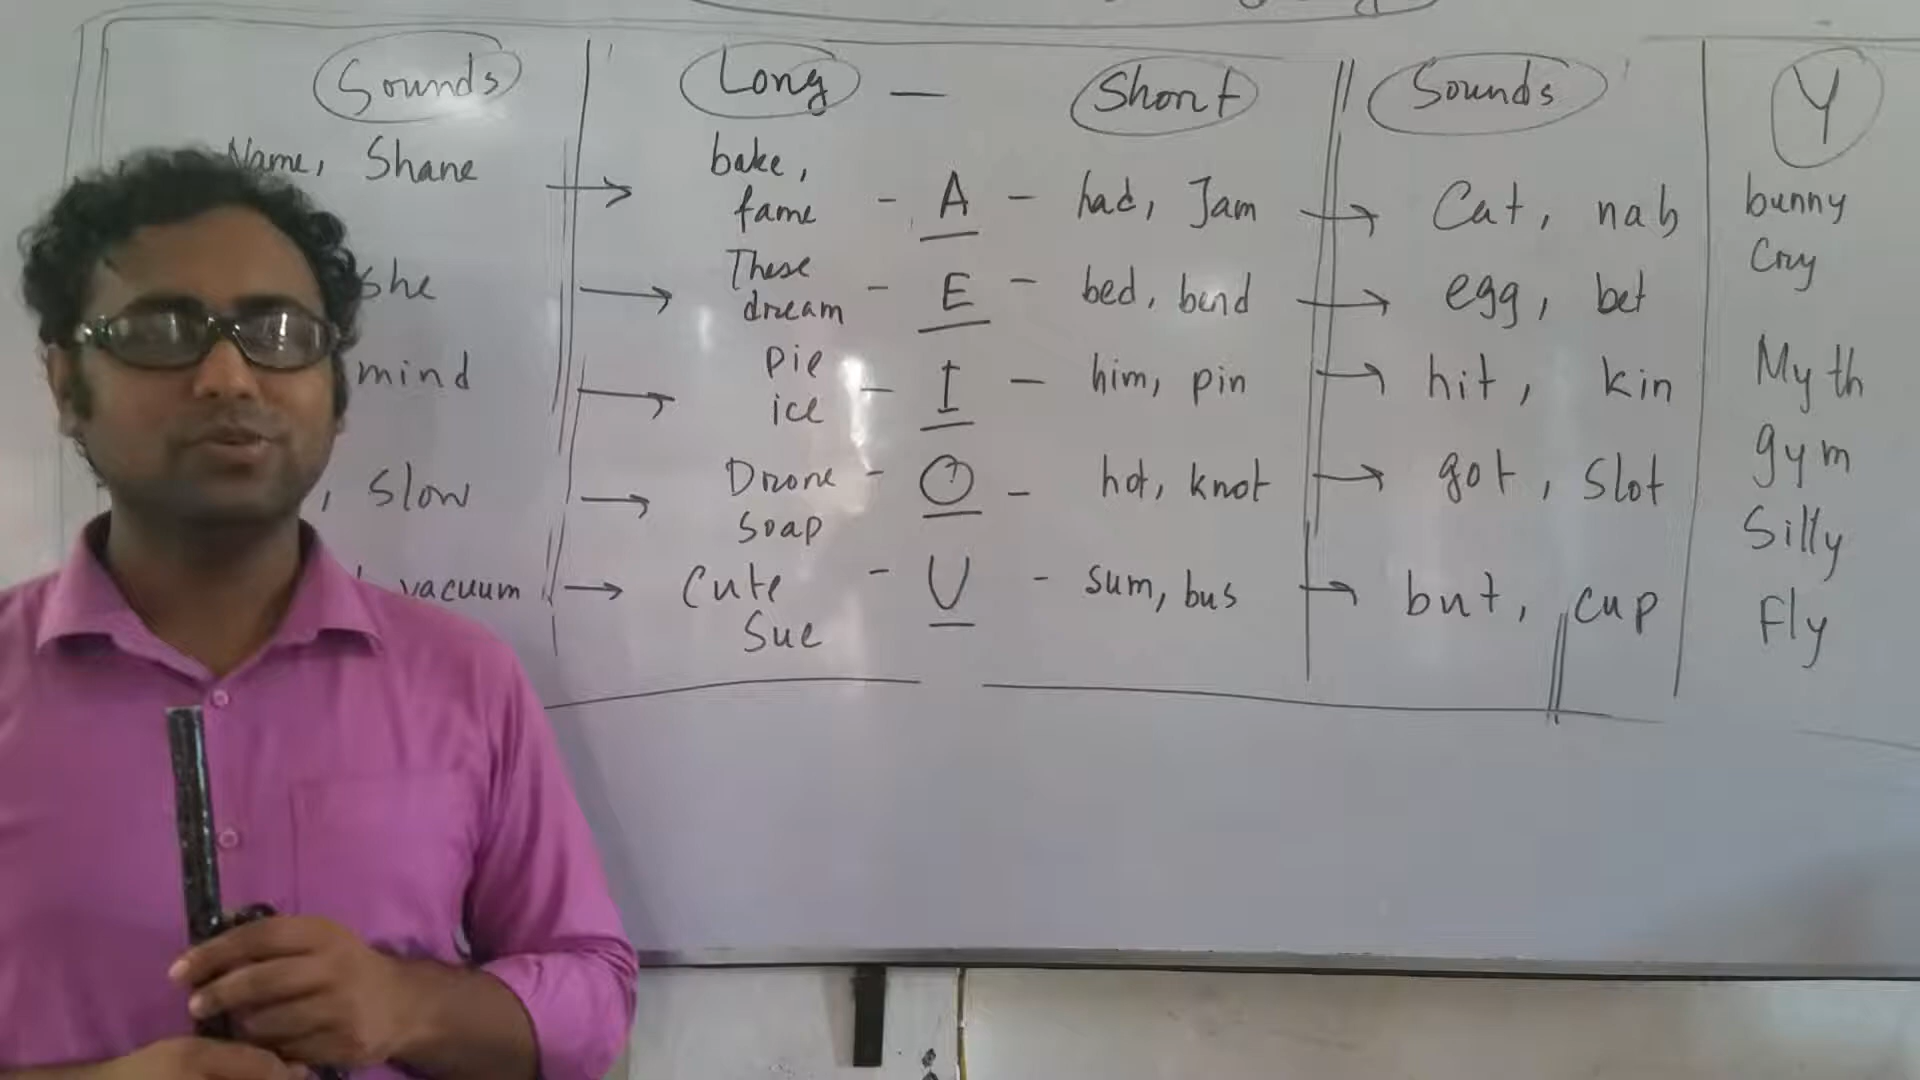 Sounds Long — Short Sounds Y
Name, Shane → bake, fame - A - had, Jam → Cat, nab bunny
Cry
she → These dream - E - bed, bend → egg, bet
mind → pie ice - I - him, pin → hit, kin Myth
gym
, slow → Drone soap - O - hot, knot → got, slot Silly
vacuum → Cute Sue - U - sum, bus → but, cup Fly